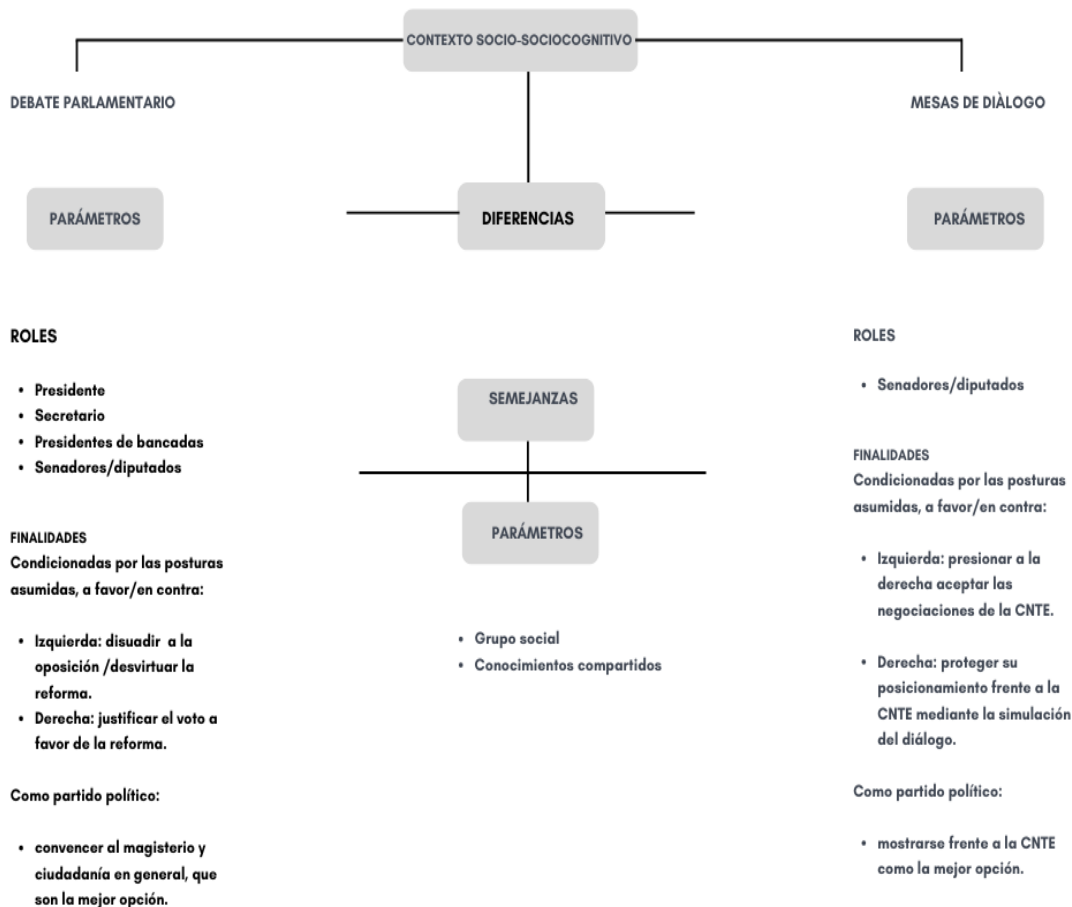 CONTEXTO SOCIO-SOCIOCOGNITIVO
DEBATE PARLAMENTARIO
MESAS DE DIÀLOGO
PARÁMETROS
DIFERENCIAS
PARÁMETROS
ROLES
• Presidente
• Secretario
• Presidentes de bancadas
• Senadores/diputados
FINALIDADES
Condicionadas por las posturas
asumidas, a favor/en contra:
• Izquierda: disuadir a la
oposición /desvirtuar la
reforma.
• Derecha: justificar el voto a
favor de la reforma.
Como partido político:
• convencer al magisterio y
ciudadanía en general, que
son la mejor opción.
SEMEJANZAS
PARÁMETROS
• Grupo social
• Conocimientos compartidos
ROLES
• Senadores/diputados
FINALIDADES
Condicionadas por las posturas
asumidas, a favor/en contra:
• Izquierda: presionar a la
derecha aceptar las
negociaciones de la CNTE.
• Derecha: proteger su
posicionamiento frente a la
CNTE mediante la simulación
del diálogo.
Como partido político:
• mostrarse frente a la CNTE
como la mejor opción.